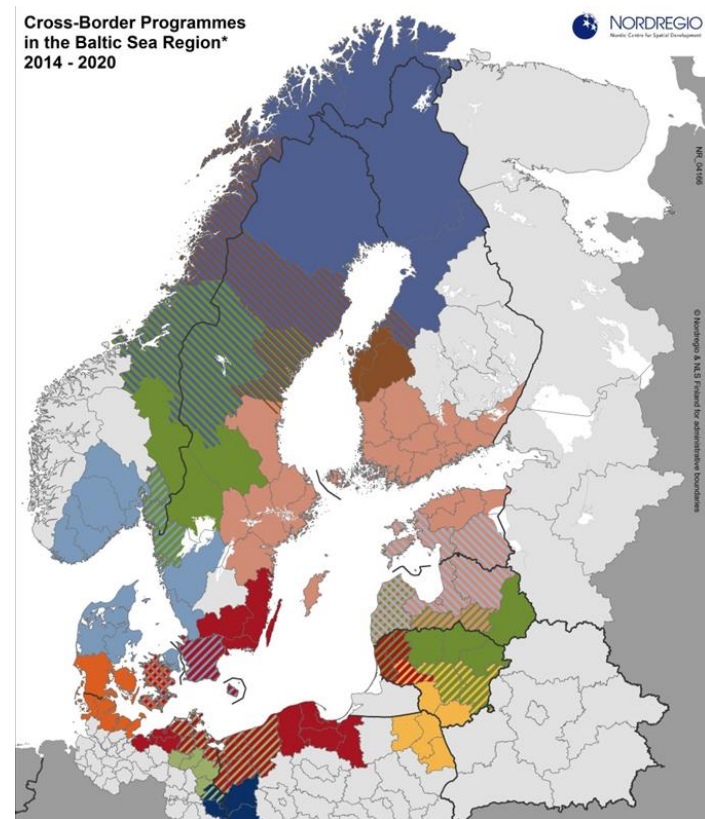 Cross-Border Programmes
in the Baltic Sea Region*
2014 - 2020
NORDREGIO
Nordic Centre for Spatial Development
NR_04166
© Nordregio & NLS Finland for administrative boundaries